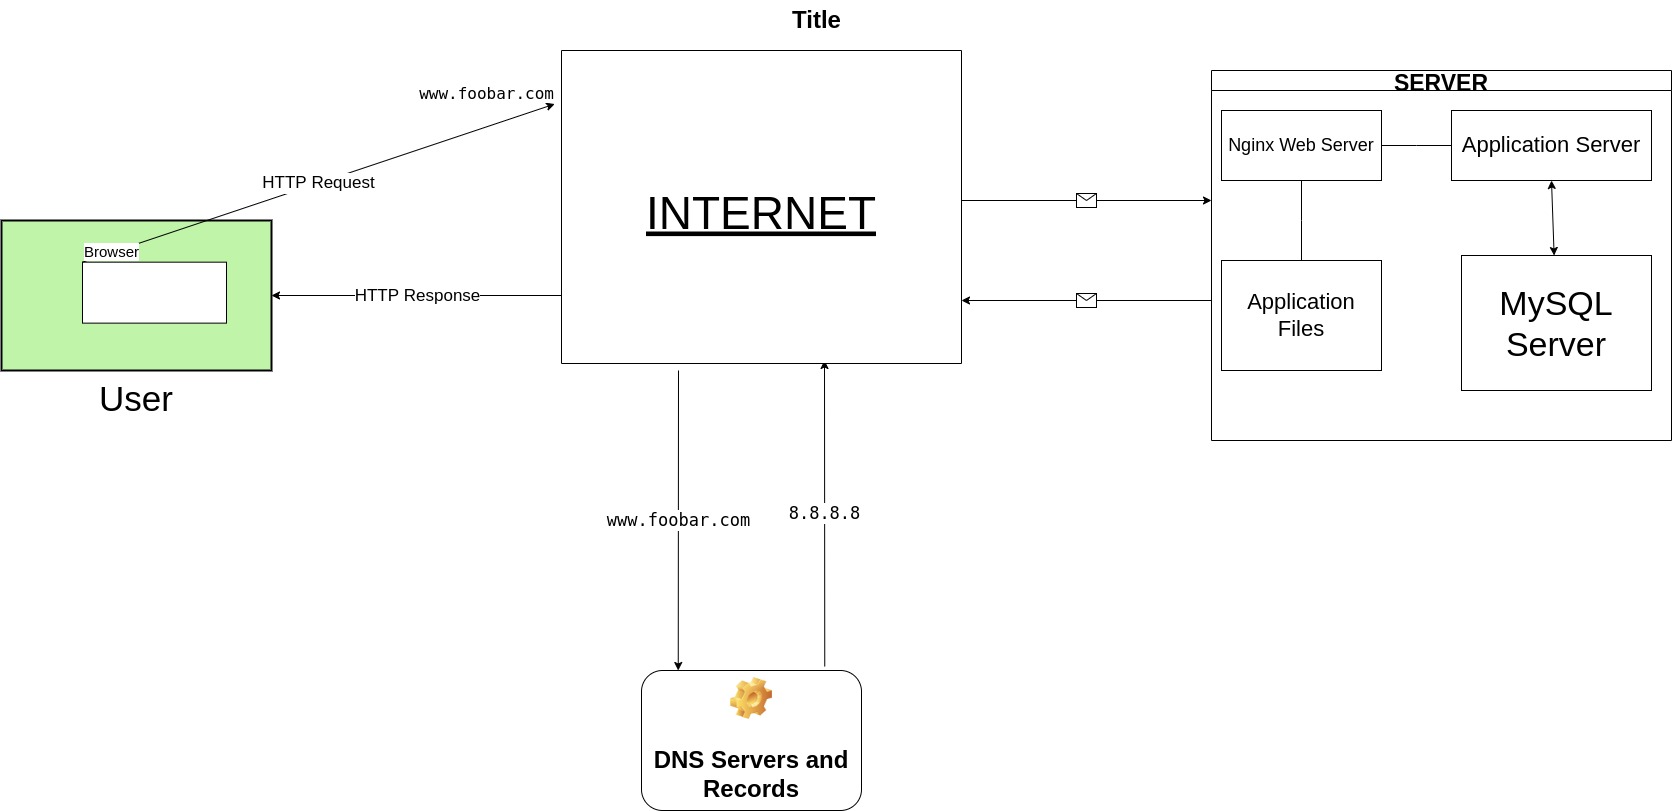 Title
www.foobar.com
HTTP Request
Browser
HTTP Response
User
INTERNET
www.foobar.com
8.8.8.8
DNS Servers and
Records
SERVER
Nginx Web Server
Application Server
Application
Files
MySQL
Server